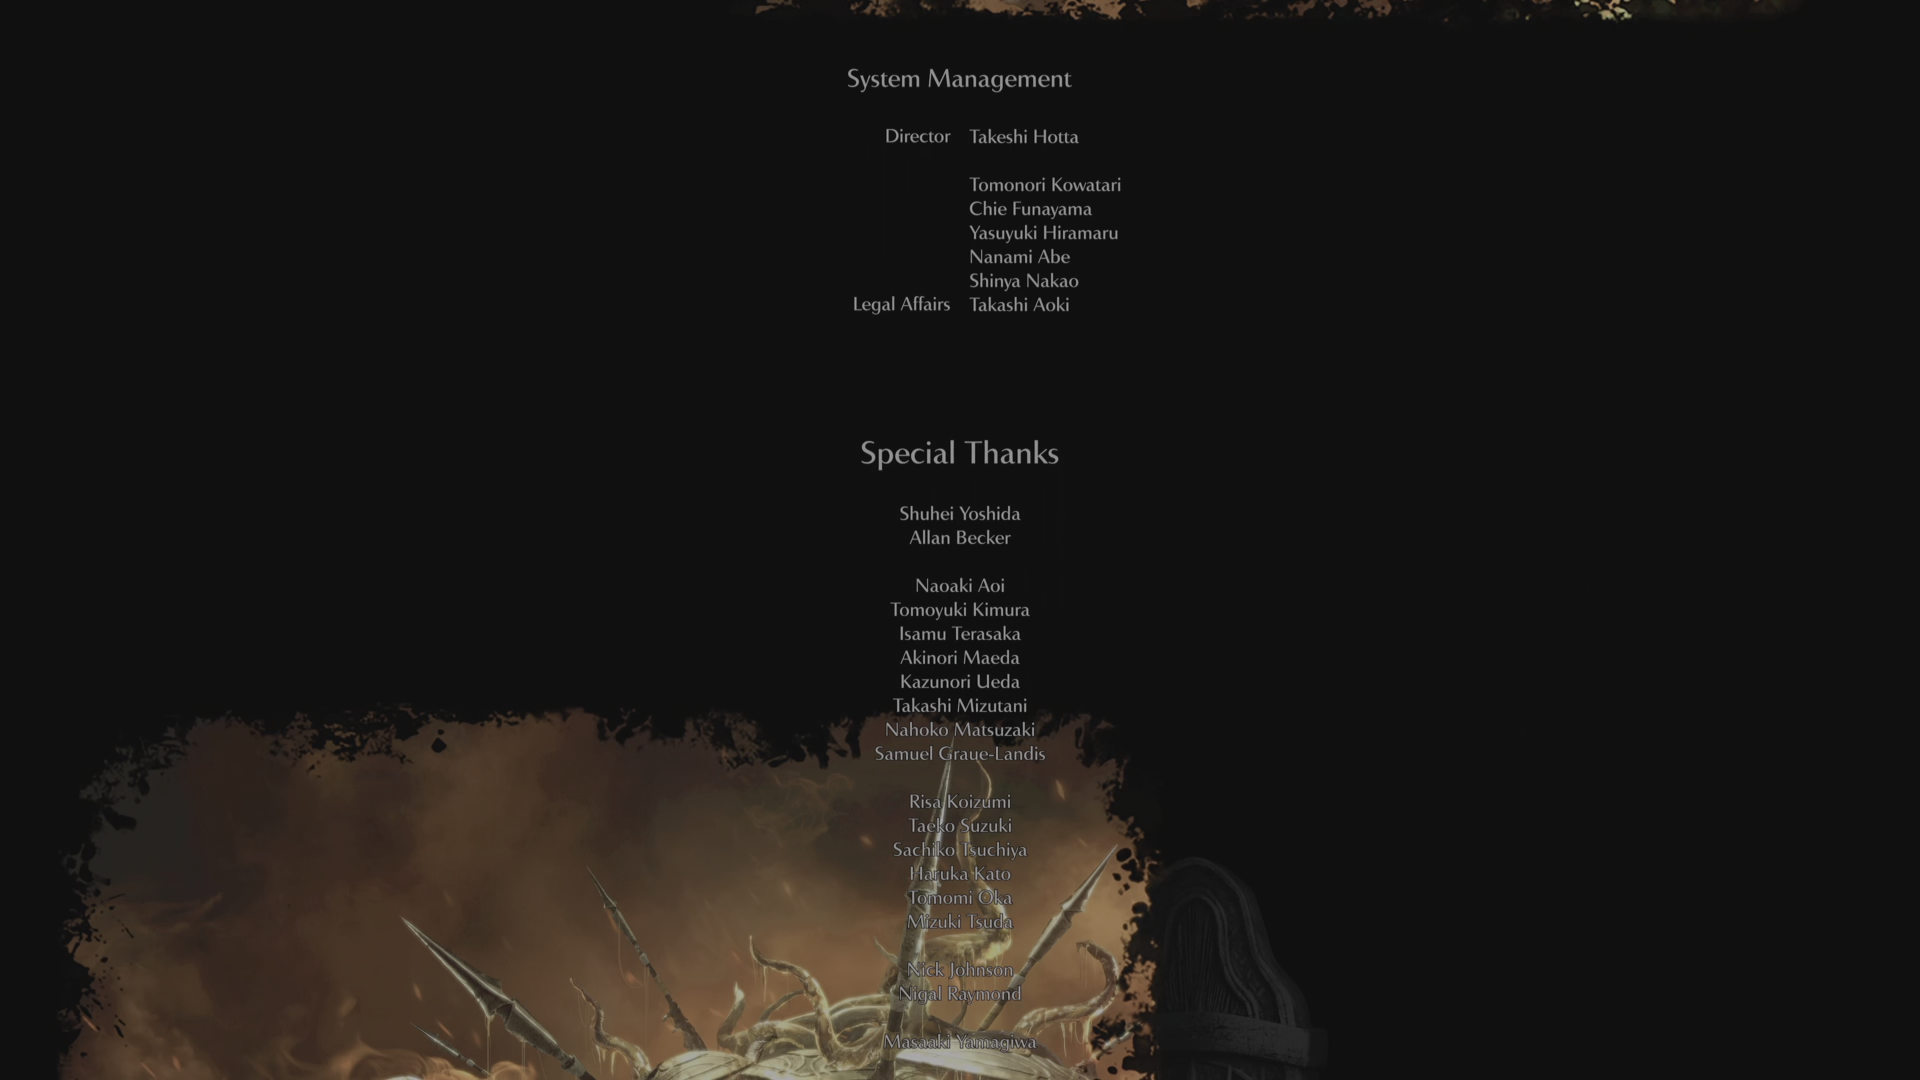 System Management
Director Takeshi Hotta
Tomonori Kowatari
Chie Funayama
Yasuyuki Hiramaru
Nanami Abe
Shinya Nakao
Legal Affairs Takashi Aoki
Special Thanks
Shuhei Yoshida
Allan Becker
Naoaki Aoi
Tomoyuki Kimura
Isamu Terasaka
Akinori Maeda
Kazunori Ueda
Takashi Mizutani
Nahoko Matsuzaki
Samuel Graue-Landis
Risa Koizumi
Taeko Suzuki
Sachiko Tsuchiya
Haruka Kato
Tomomi Oka
Mizuki Tsuda
Nick Johnson
Nigal Raymond
Masaaki Yamagiwa